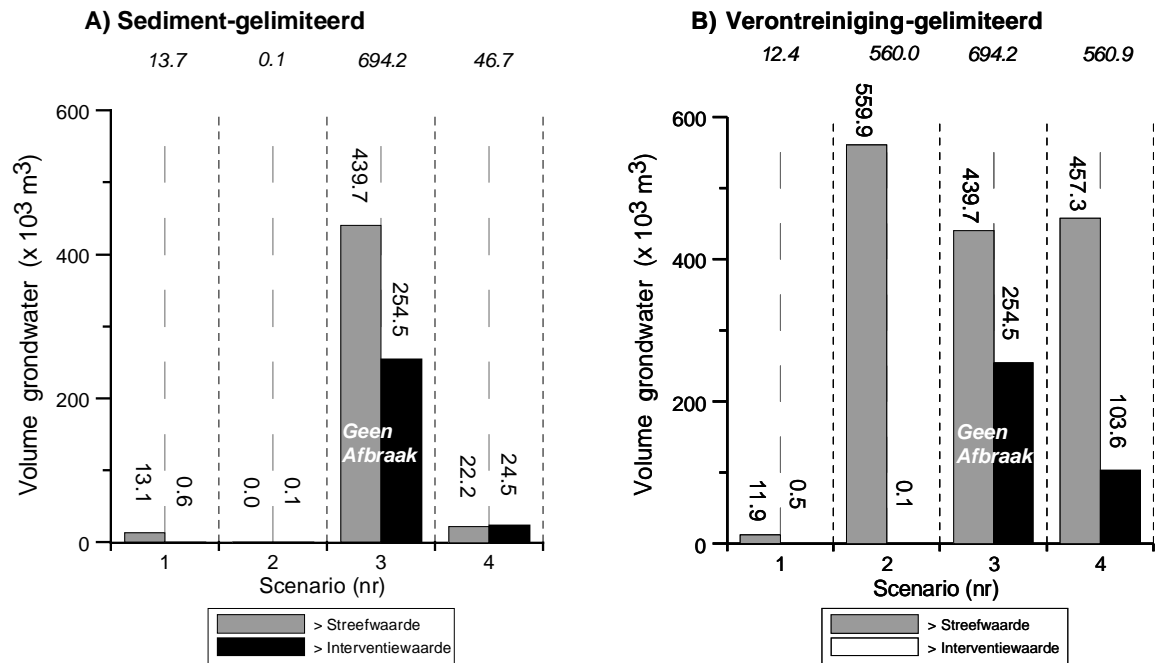 A) Sediment-gelimiteerd
13.7 0.1 694.2 46.7
600
400
200
0
Volume grondwater (x 10³ m3)
13.1 0.6 0.0 0.1 439.7 254.5 22.2 24.5
Geen
Afbraak
1 2 3 4
Scenario (nr)
> Streefwaarde
> Interventiewaarde
B) Verontreiniging-gelimiteerd
12.4 560.0 694.2 560.9
600
400
200
0
Volume grondwater (x 10³ m3)
11.9 0.5 559.9 0.1 439.7 254.5 457.3 103.6
Geen
Afbraak
1 2 3 4
Scenario (nr)
> Streefwaarde
> Interventiewaarde